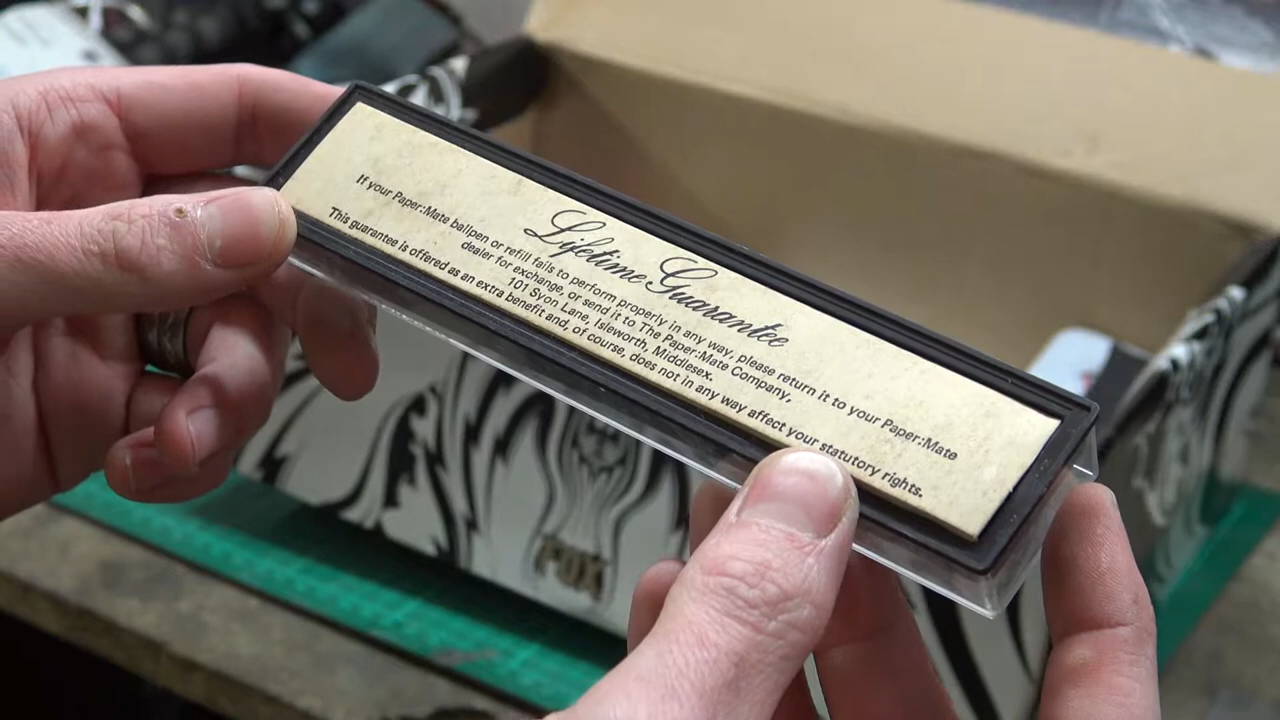 Lifetime Guarantee
If your Paper:Mate ballpen or refill fails to perform properly in any way, please return it to your Paper:Mate
dealer for exchange, or send it to The Paper:Mate Company,
101 Syon Lane, Isleworth, Middlesex.
This guarantee is offered as an extra benefit and, of course, does not in any way affect your statutory rights.
FOX